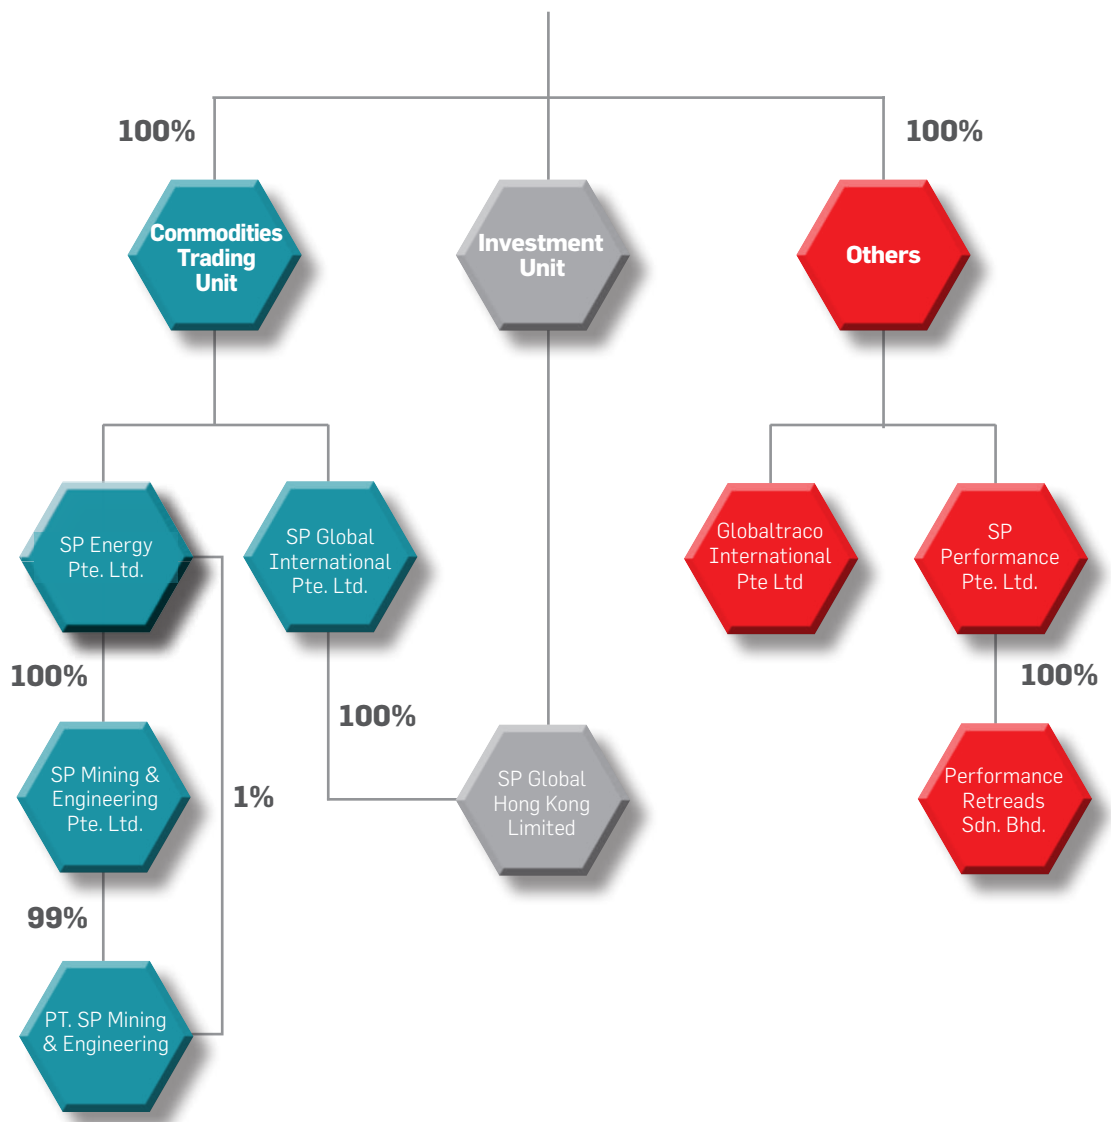 100%
100%
Commodities
Trading
Unit
Investment
Unit
Others
SP Energy
Pte. Ltd.
SP Global
International
Pte. Ltd.
Globaltraco
International
Pte Ltd
SP
Performance
Pte. Ltd.
100%
100%
100%
SP Mining &
Engineering
Pte. Ltd.
1%
SP Global
Hong Kong
Limited
Performance
Retreads
Sdn. Bhd.
99%
PT. SP Mining
& Engineering